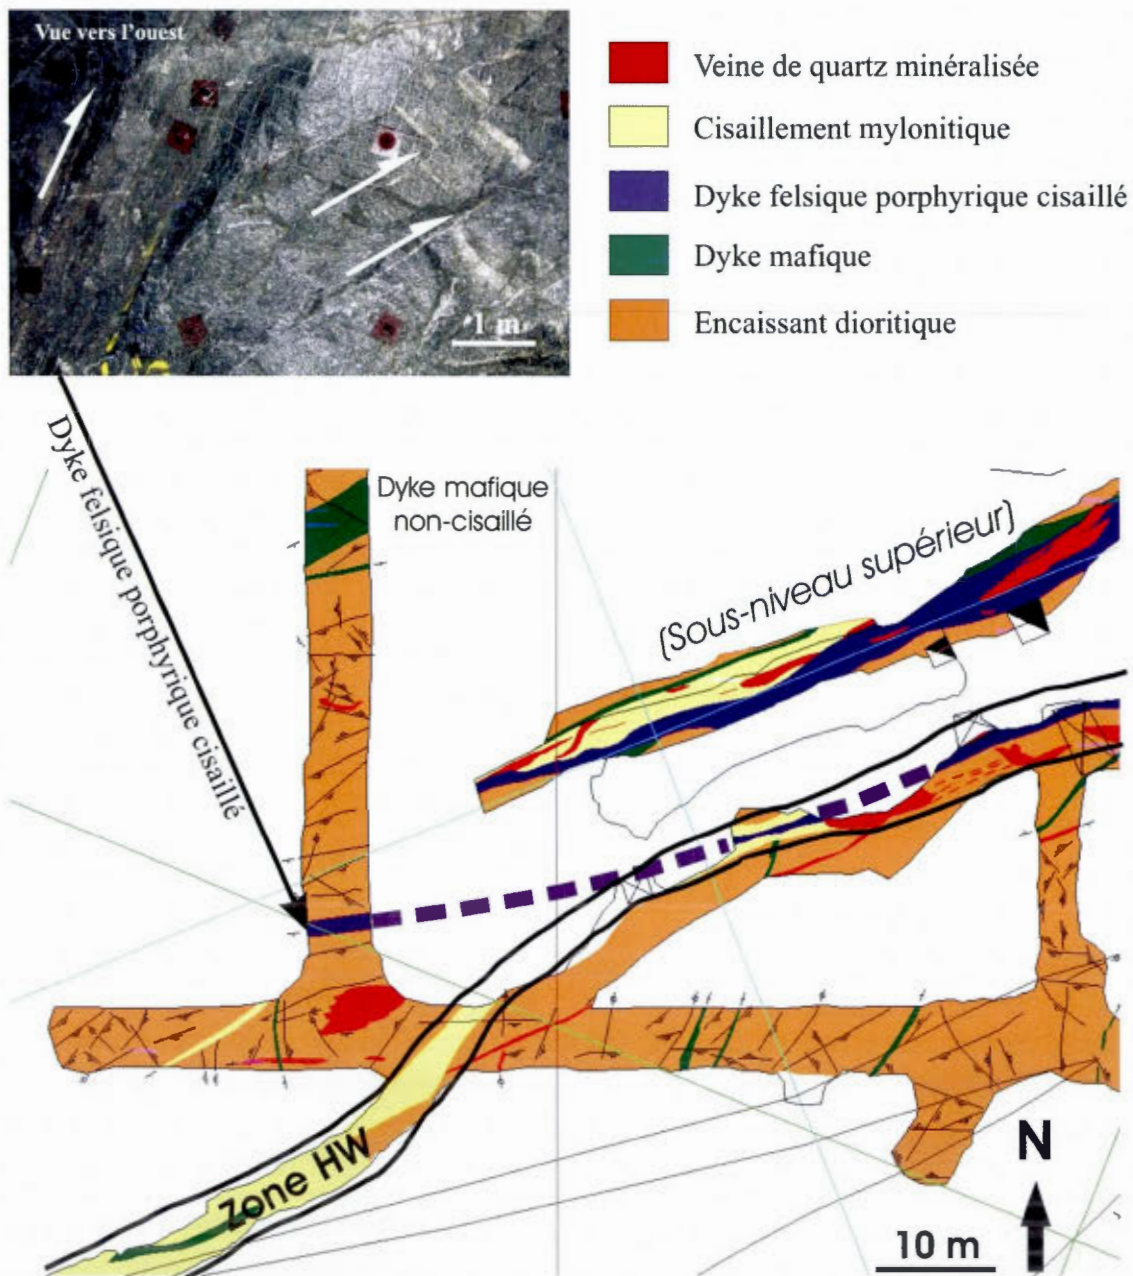 Vue vers l'ouest
1 m
Veine de quartz minéralisée
Cisaillement mylonitique
Dyke felsique porphyrique cisaillé
Dyke mafique
Encaissant dioritique
Dyke felsique porphyrique cisaillé
Dyke mafique
non-cisaillé
(Sous-niveau supérieur)
Zone HW
N
10 m